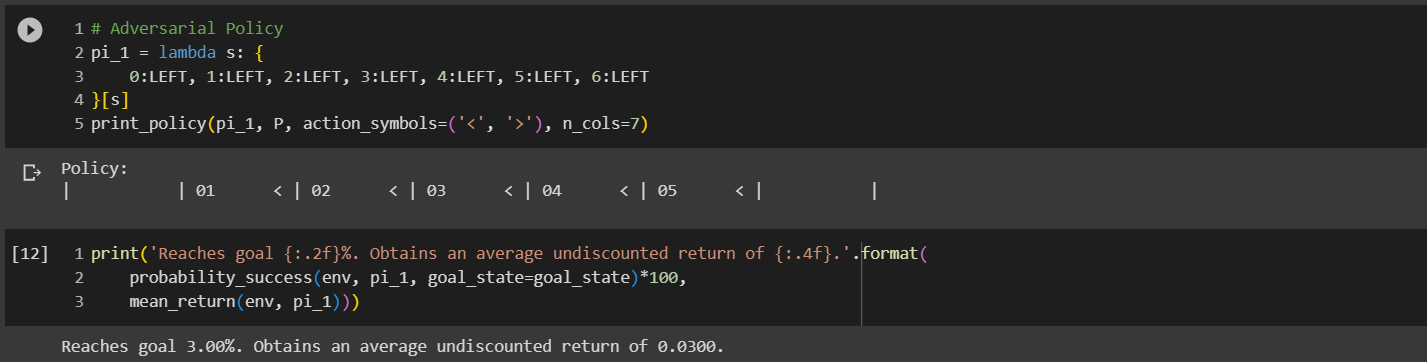 1 # Adversarial Policy
2 pi_1 = lambda s: {
3     0:LEFT, 1:LEFT, 2:LEFT, 3:LEFT, 4:LEFT, 5:LEFT, 6:LEFT
4 }[s]
5 print_policy(pi_1, P, action_symbols=('<', '>'), n_cols=7)
Policy:
|           | 01      < | 02      < | 03      < | 04      < | 05      < |           |
[12] 1 print('Reaches goal {:.2f}%. Obtains an average undiscounted return of {:.4f}.'.format(
2     probability_success(env, pi_1, goal_state=goal_state)*100,
3     mean_return(env, pi_1)))
Reaches goal 3.00%. Obtains an average undiscounted return of 0.0300.